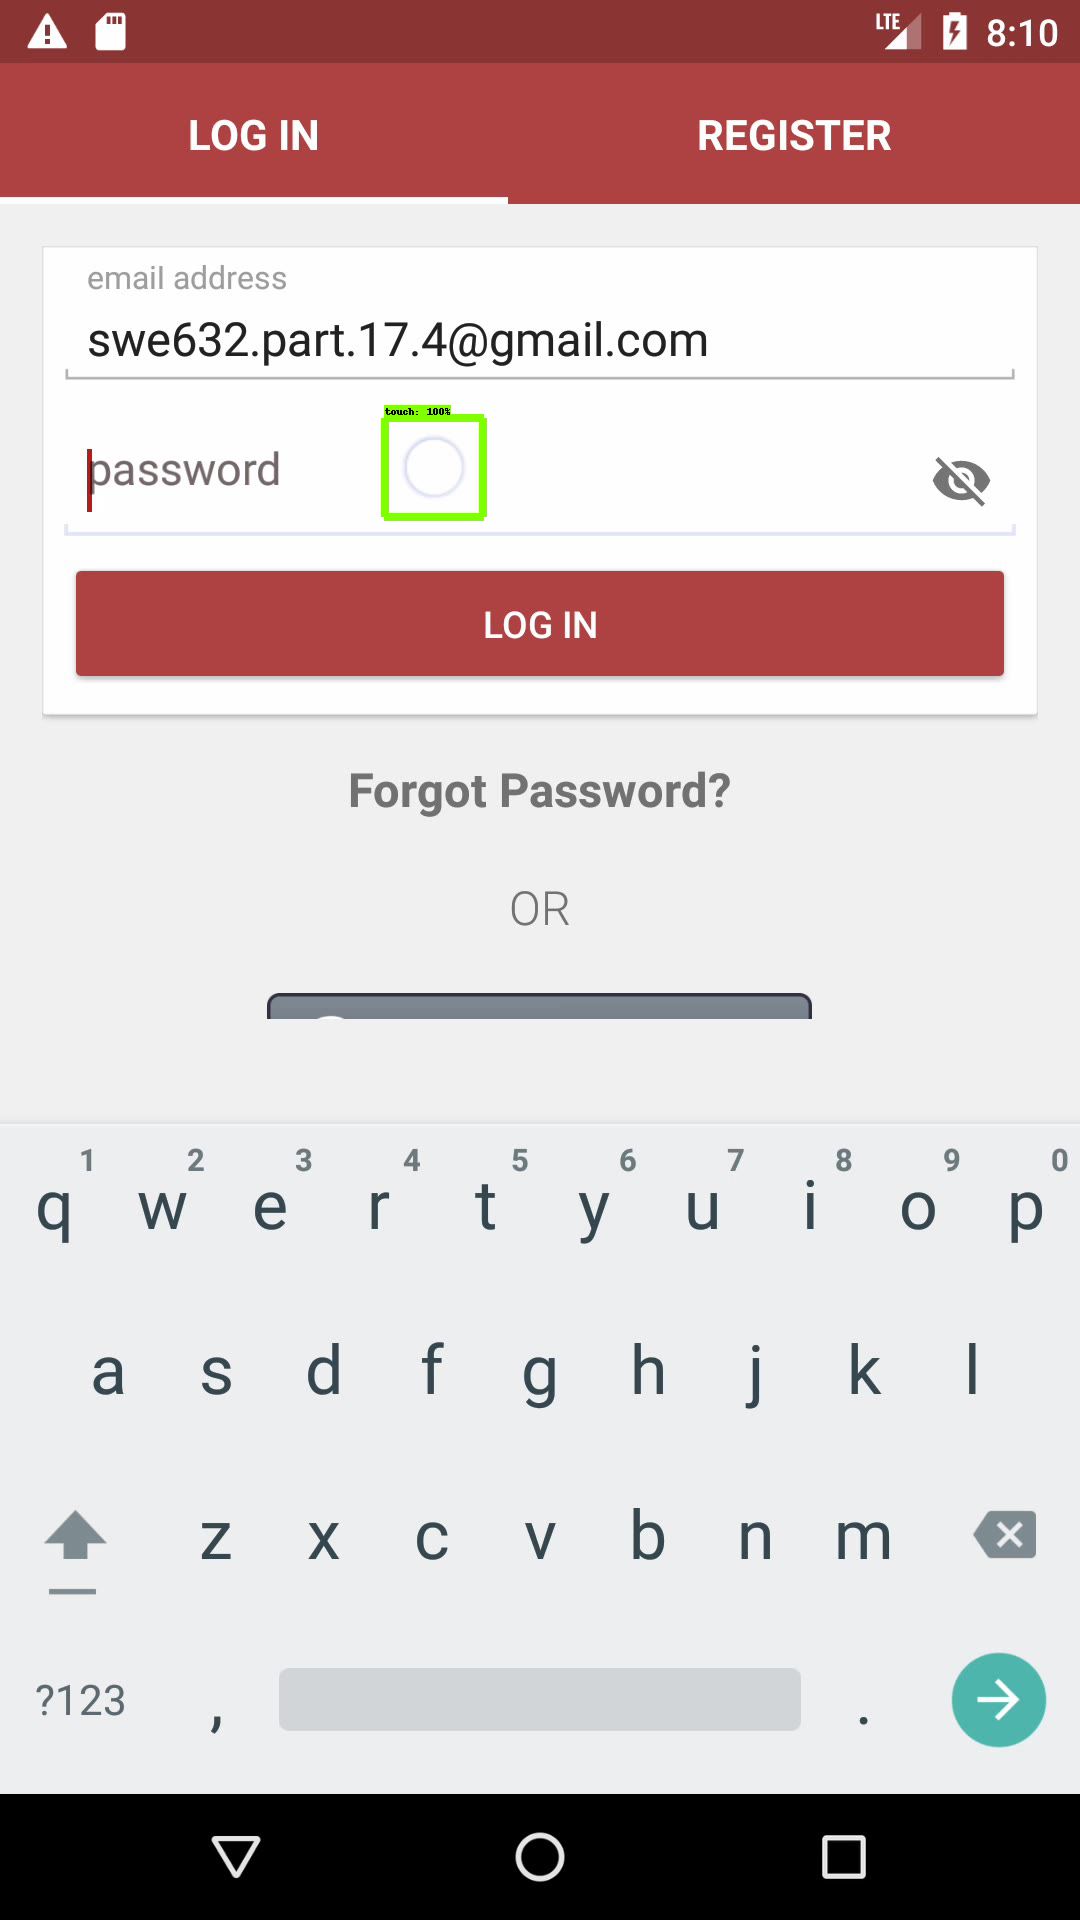 LTE 8:10
LOG IN REGISTER
email address
swe632.part.17.4@gmail.com
touch: 100%
password
LOG IN
Forgot Password?
OR
1 2 3 4 5 6 7 8 9 0
q w e r t y u i o p
a s d f g h j k l
z x c v b n m
?123 , .